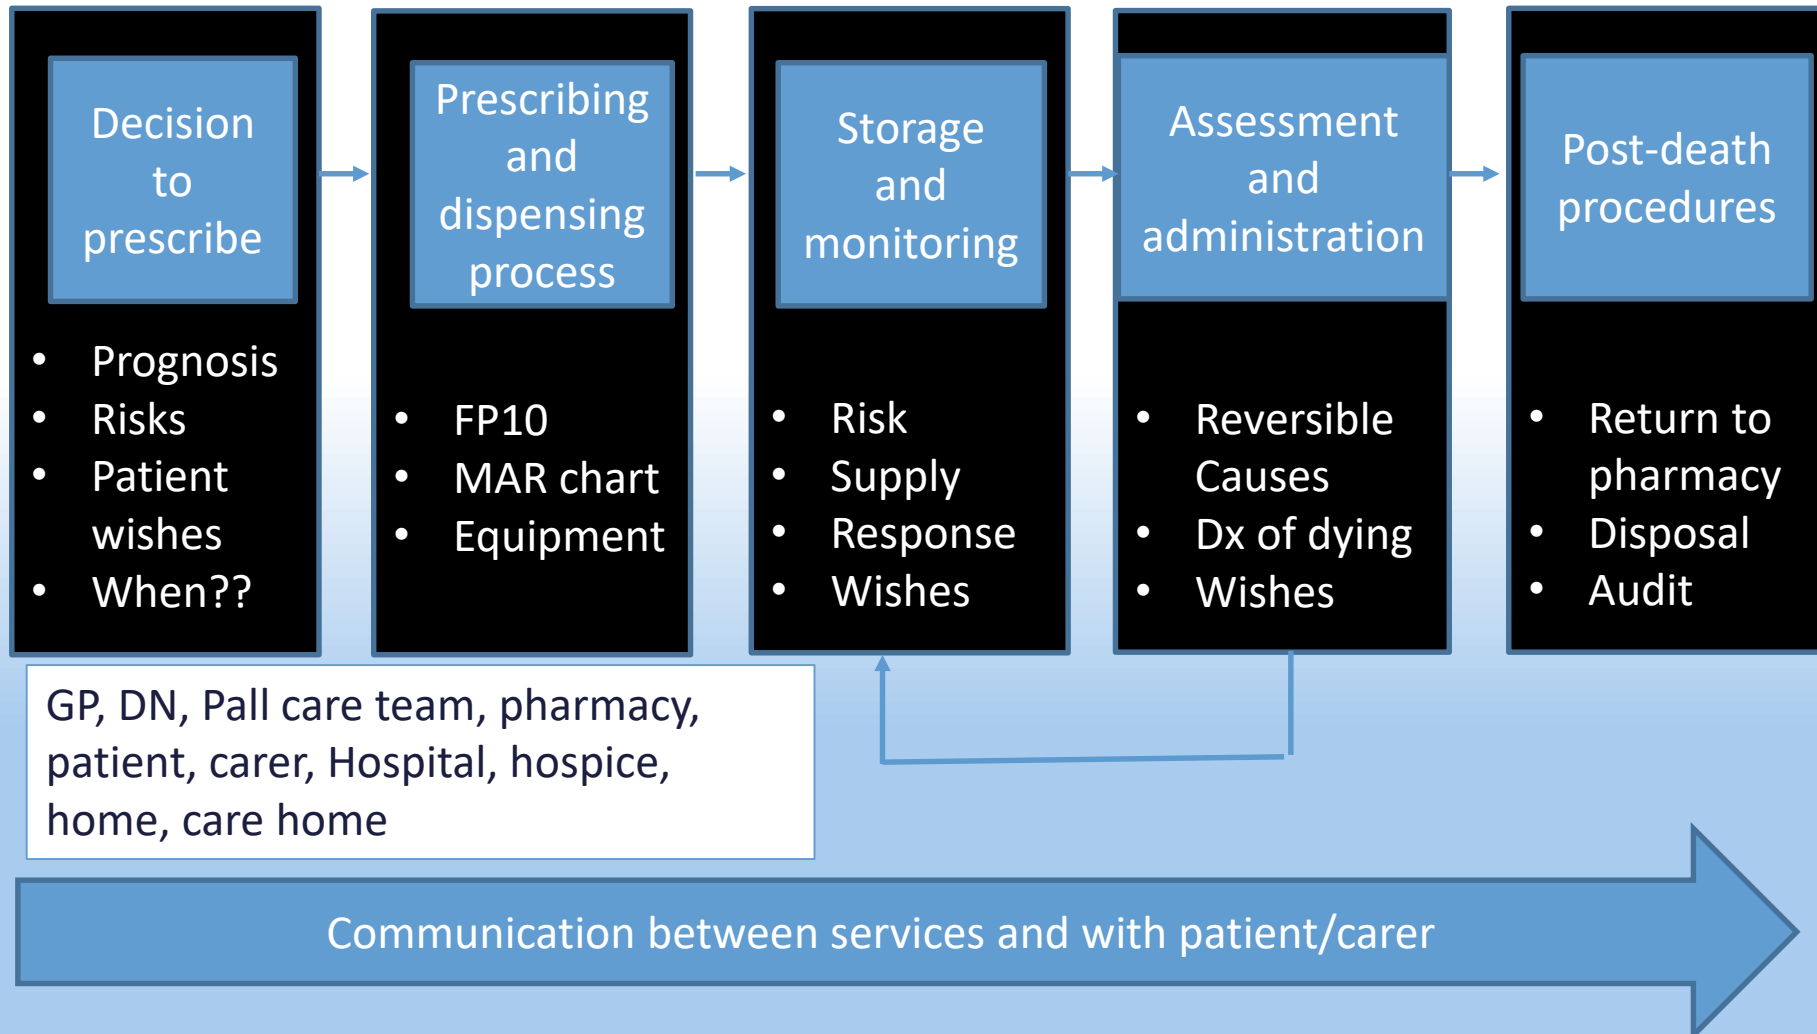 Decision
to
prescribe
• Prognosis
• Risks
• Patient
wishes
• When??
Prescribing
and
dispensing
process
• FP10
• MAR chart
• Equipment
Storage
and
monitoring
• Risk
• Supply
• Response
• Wishes
Assessment
and
administration
• Reversible
Causes
• Dx of dying
• Wishes
Post-death
procedures
• Return to
pharmacy
• Disposal
• Audit
GP, DN, Pall care team, pharmacy,
patient, carer, Hospital, hospice,
home, care home
Communication between services and with patient/carer